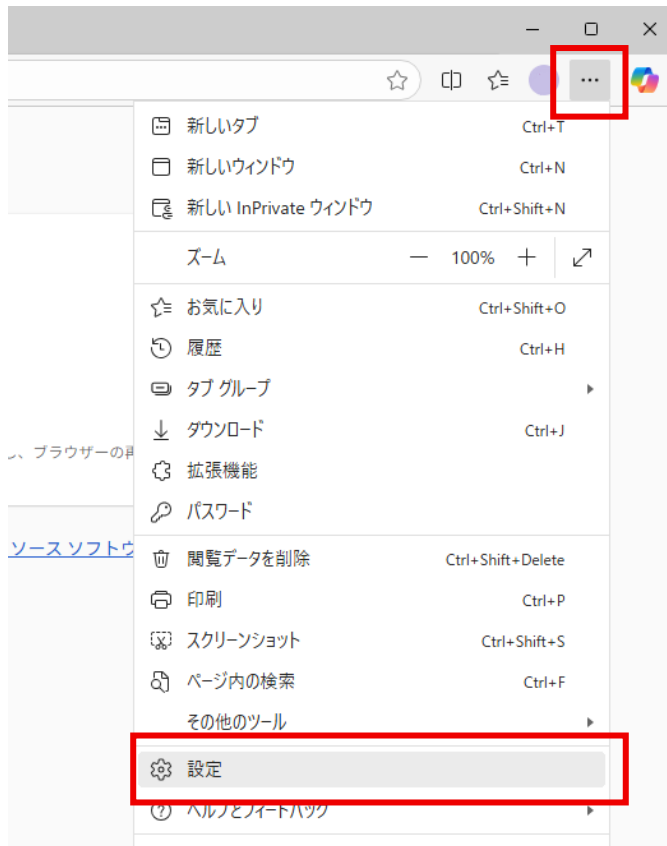 新しいタブ Ctrl+T
新しいウィンドウ Ctrl+N
新しい InPrivate ウィンドウ Ctrl+Shift+N
ズーム 100%
お気に入り Ctrl+Shift+O
履歴 Ctrl+H
タブ グループ
ダウンロード Ctrl+J
し、ブラウザーの再
拡張機能
パスワード
ソース ソフトウ
閲覧データを削除 Ctrl+Shift+Delete
印刷 Ctrl+P
スクリーンショット Ctrl+Shift+S
ページ内の検索 Ctrl+F
その他のツール
設定
ヘルプとフィードバック